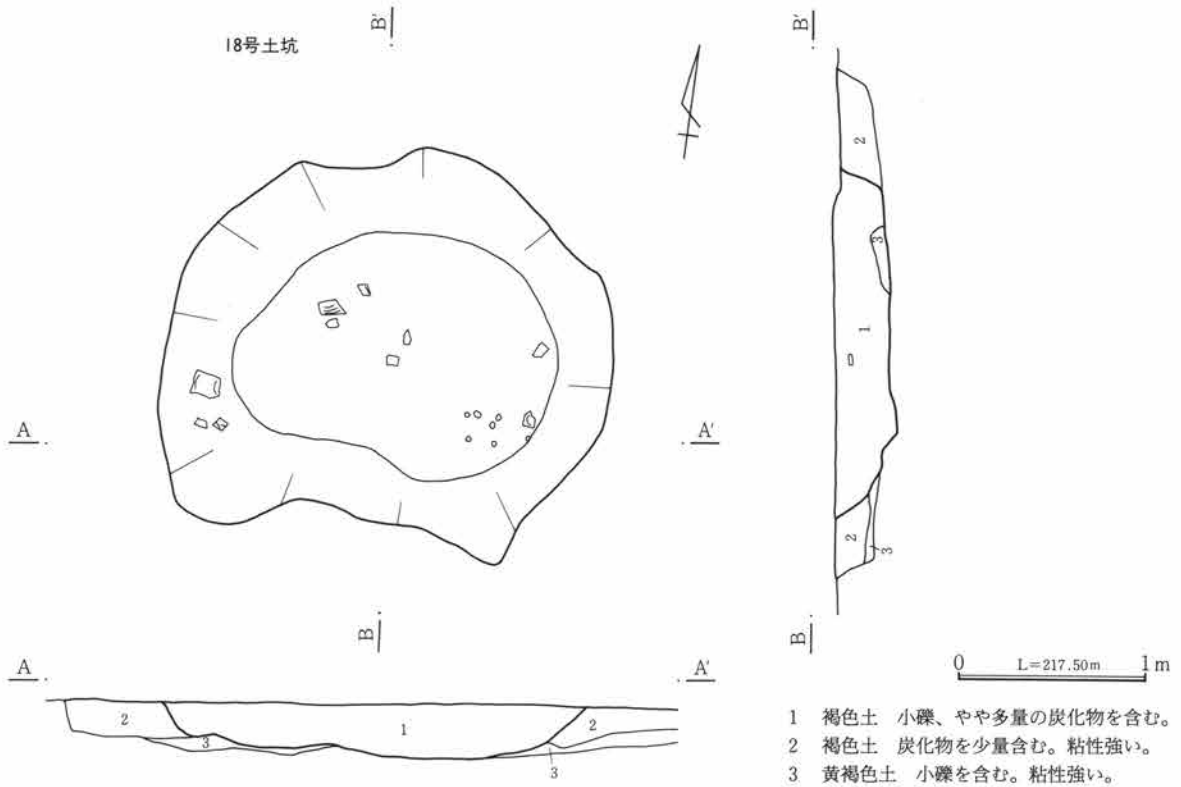 18号土坑
B'
B'
2
3
1
2
3
A
A'
B
B
A
A'
2
1
2
3
3
0 L=217.50m 1m
1 褐色土 小礫、やや多量の炭化物を含む。
2 褐色土 炭化物を少量含む。粘性強い。
3 黄褐色土 小礫を含む。粘性強い。